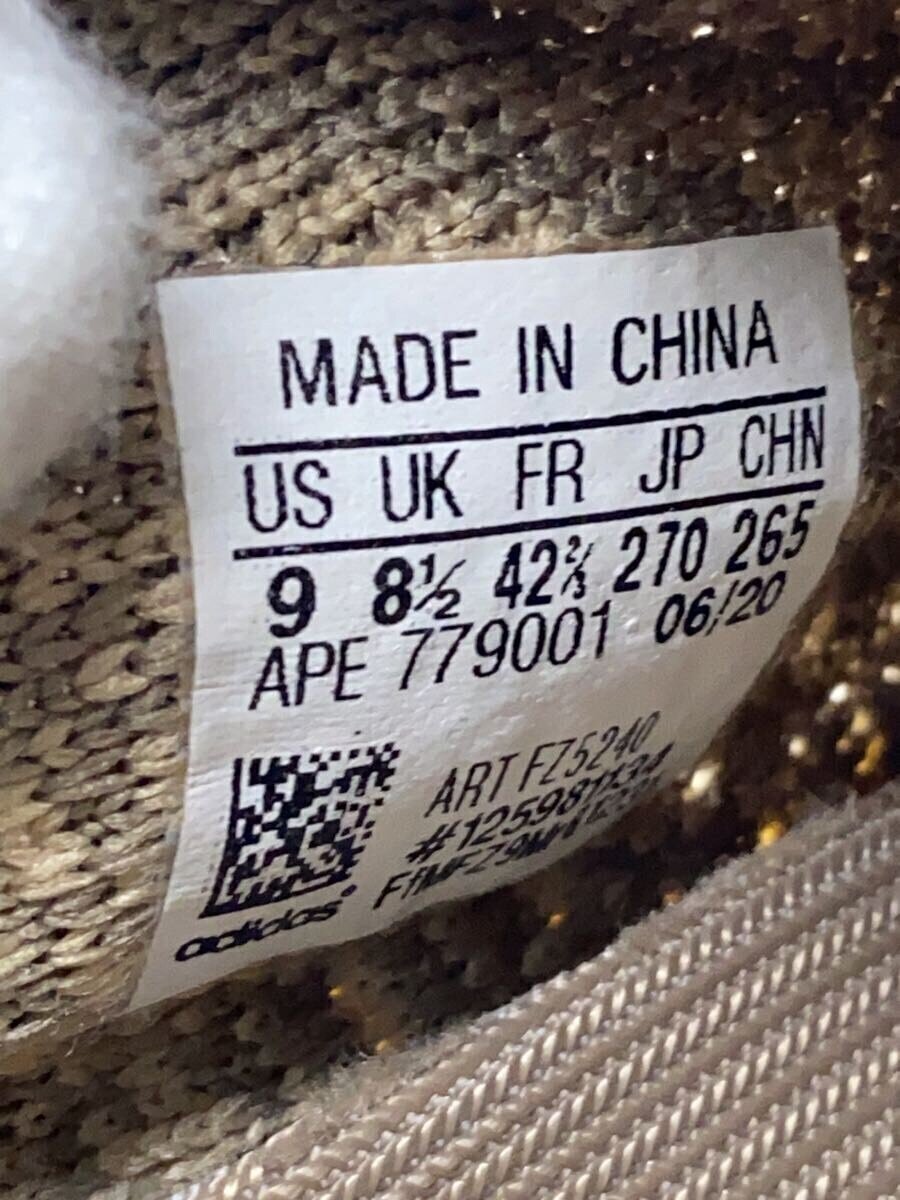 MADE IN CHINA
US UK FR JP CHN
9 8½ 42⅔ 270 265
APE 779001 06/20
ART FZ5240
adidas